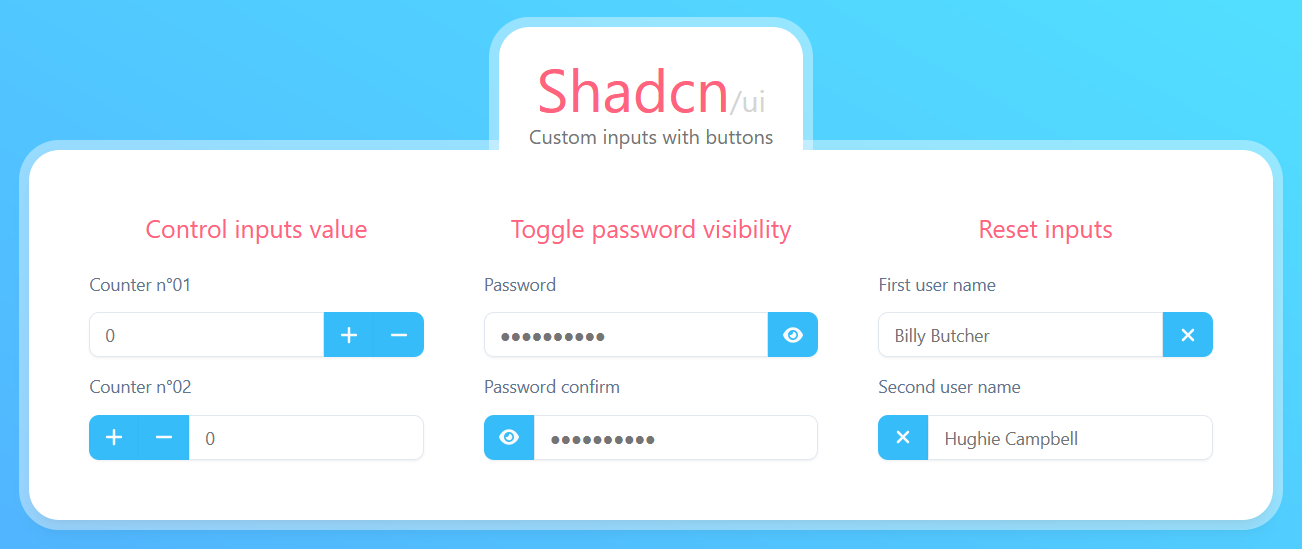 Shadcn/ui
Custom inputs with buttons
Control inputs value
Counter n°01
0
Counter n°02
0
Toggle password visibility
Password
●●●●●●●●●●
Password confirm
●●●●●●●●●●
Reset inputs
First user name
Billy Butcher
Second user name
Hughie Campbell